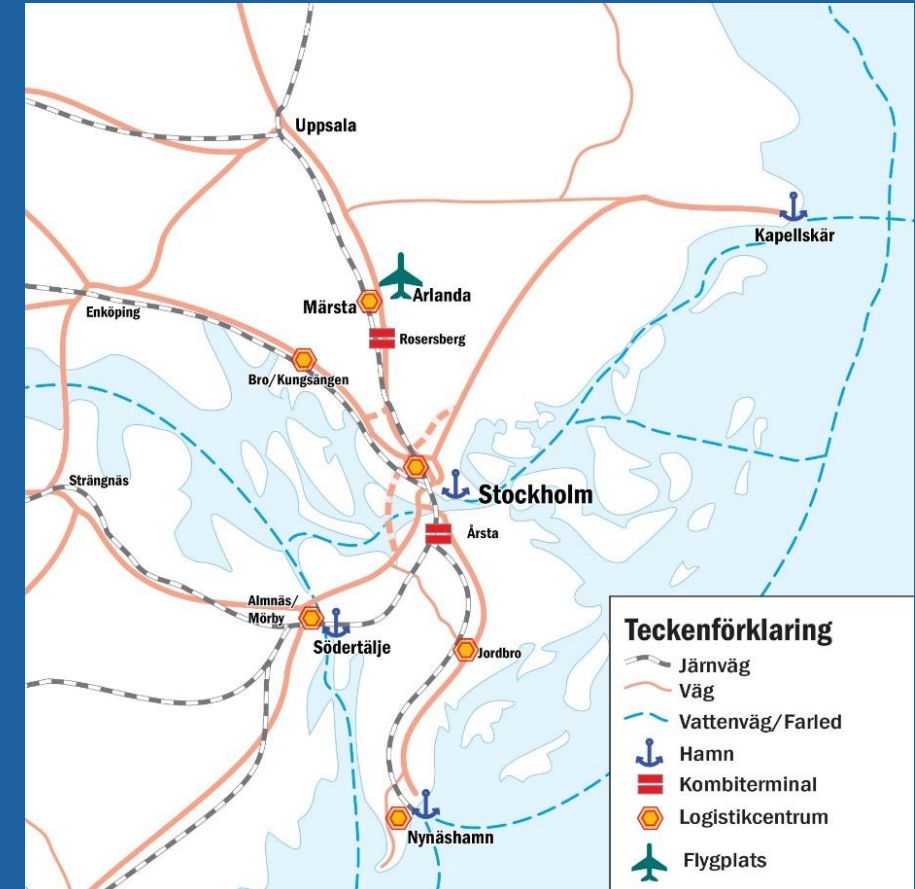 Uppsala
Kapellskär
Arlanda
Märsta
Enköping
Rosersberg
Bro/Kungsängen
Strängnäs
Stockholm
Årsta
Almnäs/
Mörby
Södertälje
Jordbro
Nynäshamn
Teckenförklaring
Järnväg
Väg
Vattenväg/Farled
Hamn
Kombiterminal
Logistikcentrum
Flygplats